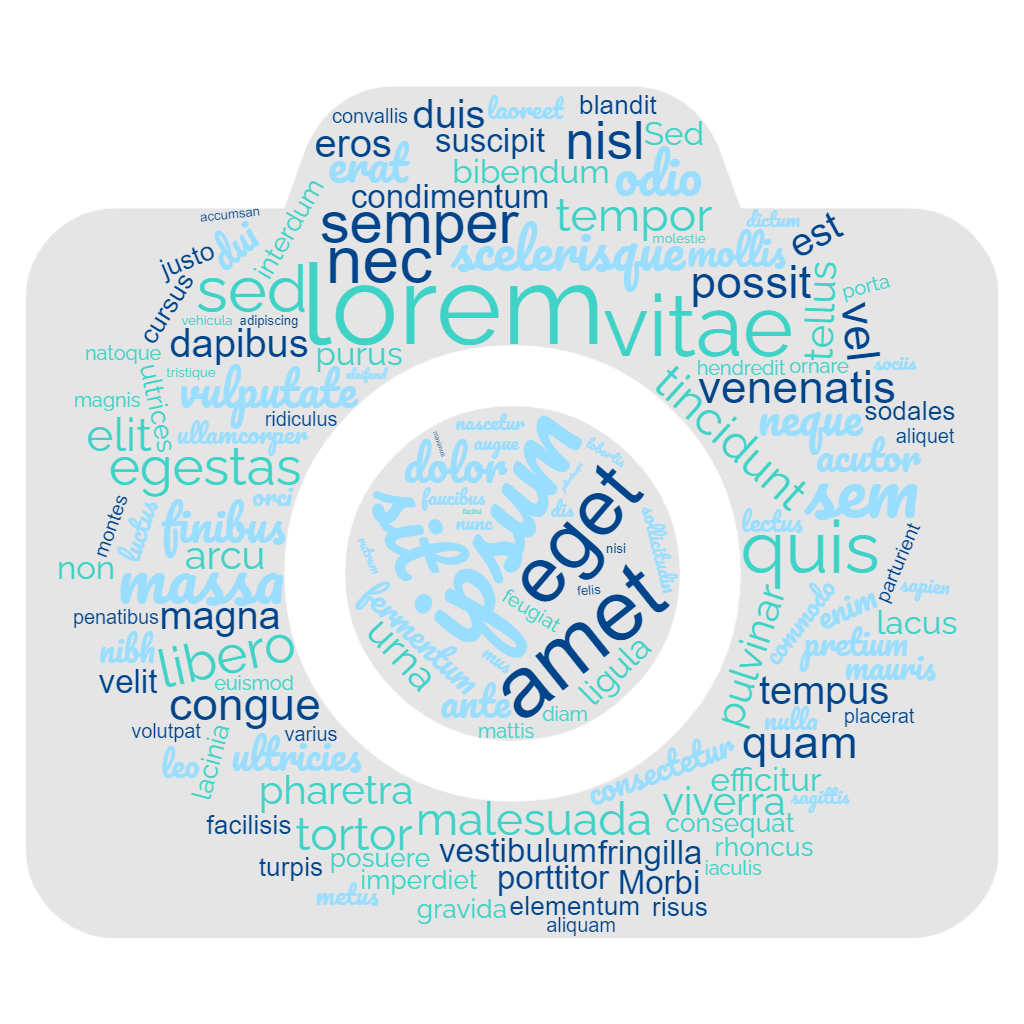 convallis
duis
laoreet
blandit
eros
suscipit
nisl
Sed
erat
bibendum
odio
condimentum
interdum
accumsan
semper
tempor
dictum
est
dui
justo
nec
scelerisque
molestie
mollis
cursus
sed
lorem
possit
tellus
porta
vehicula
adipiscing
vitae
vel
natoque
dapibus
purus
hendredit
ornare
sociis
tristique
eleifend
magnis
ultrices
vulputate
tincidunt
venenatis
ridiculus
neque
sodales
elit
ullamcorper
aliquet
egestas
acutor
maximus
nascetur
augue
ipsum
lobortis
dolor
sit
faucibus
facilisi
nunc
dis
eget
sollicitudin
nisi
felis
feugiat
fermentum
urna
mus
amet
ligula
ante
diam
mattis
orci
sem
montes
luctus
finibus
lectus
quis
parturient
non
arcu
massa
commodo
enim
sapien
penatibus
magna
pulvinar
lacus
nibh
libero
pretium
velit
euismod
mauris
congue
tempus
volutpat
varius
nulla
placerat
lacinia
quam
leo
ultricies
consectetur
efficitur
pharetra
viverra
sagittis
facilisis
tortor
malesuada
consequat
turpis
posuere
vestibulum
fringilla
rhoncus
imperdiet
porttitor
Morbi
iaculis
metus
gravida
elementum
risus
aliquam